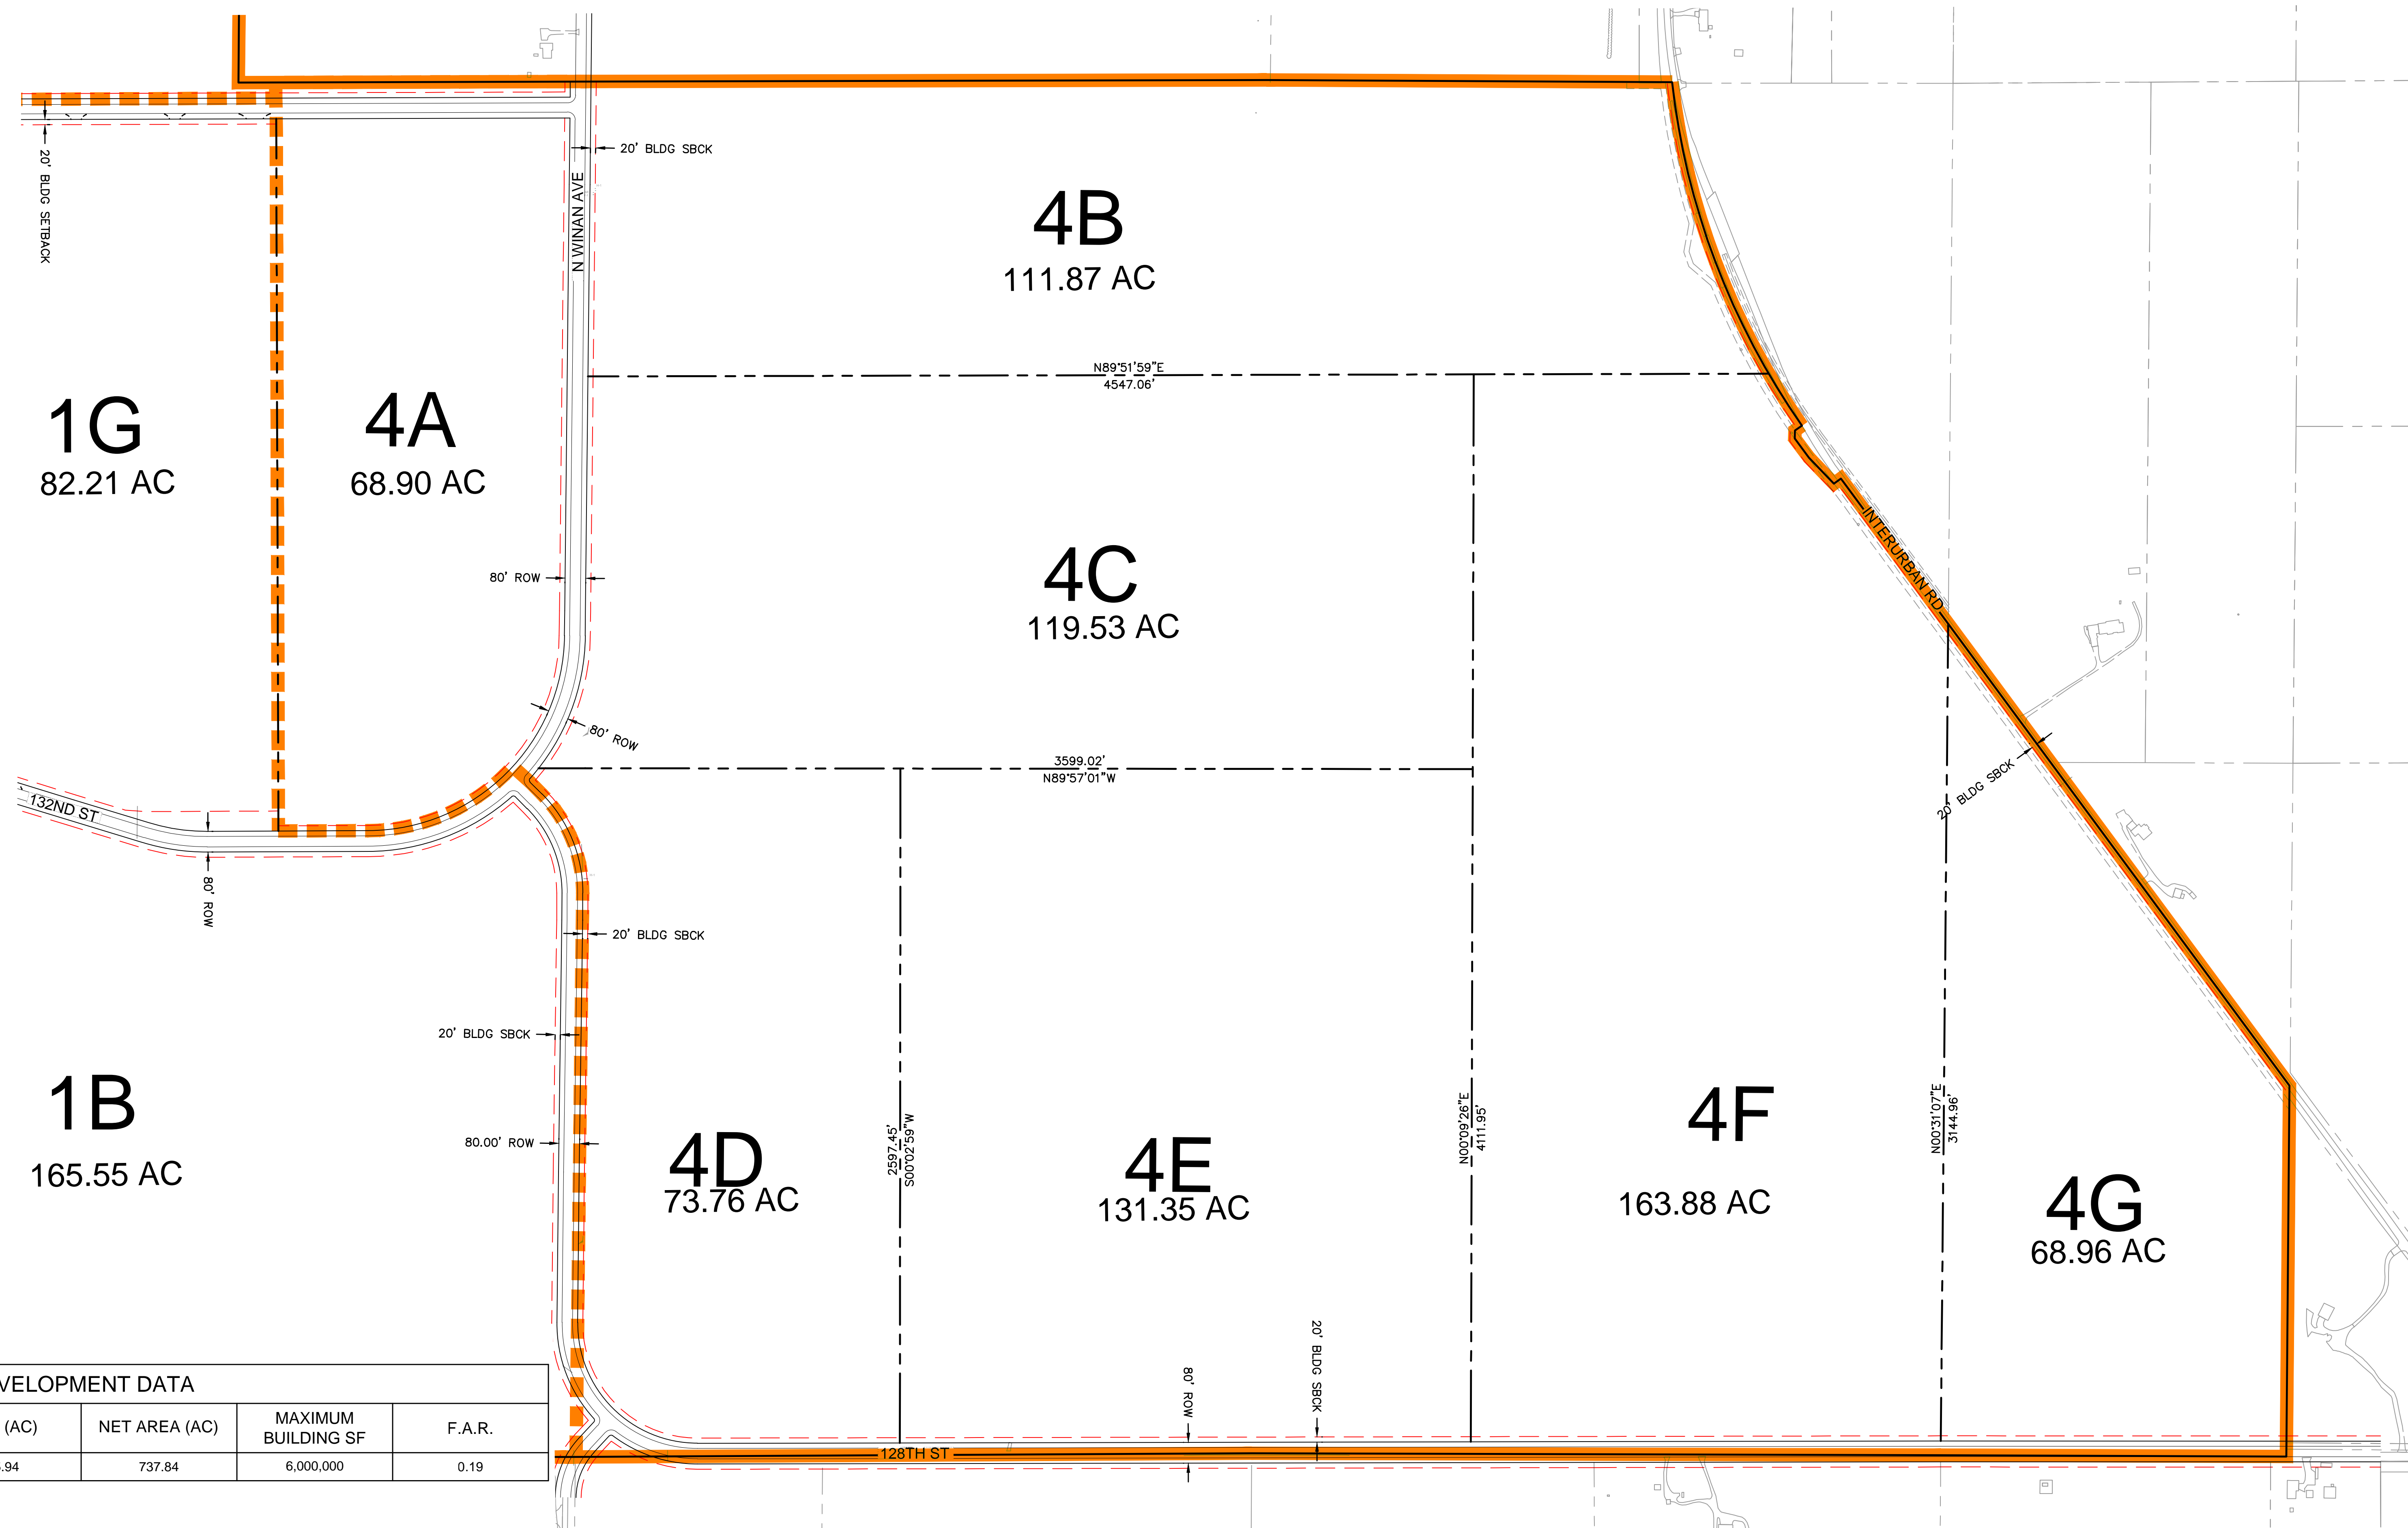 20' BLDG SETBACK
N WINAN AVE
20' BLDG SBCK
4B
111.87 AC
N89°51'59"E
4547.06'
1G
82.21 AC
4A
68.90 AC
80' ROW
4C
119.53 AC
INTERURBAN RD
80' ROW
3599.02'
N89°57'01"W
20' BLDG SBCK
132ND ST
80' ROW
20' BLDG SBCK
20' BLDG SBCK
1B
165.55 AC
80.00' ROW
4D
73.76 AC
2597.45'
S00°02'59"W
4E
131.35 AC
N00°09'26"E
4111.95'
4F
163.88 AC
N00°31'07"E
3144.96'
4G
68.96 AC
80' ROW
20' BLDG SBCK
128TH ST
VELOPMENT DATA
(AC)
NET AREA (AC)
MAXIMUM
BUILDING SF
F.A.R.
.94
737.84
6,000,000
0.19